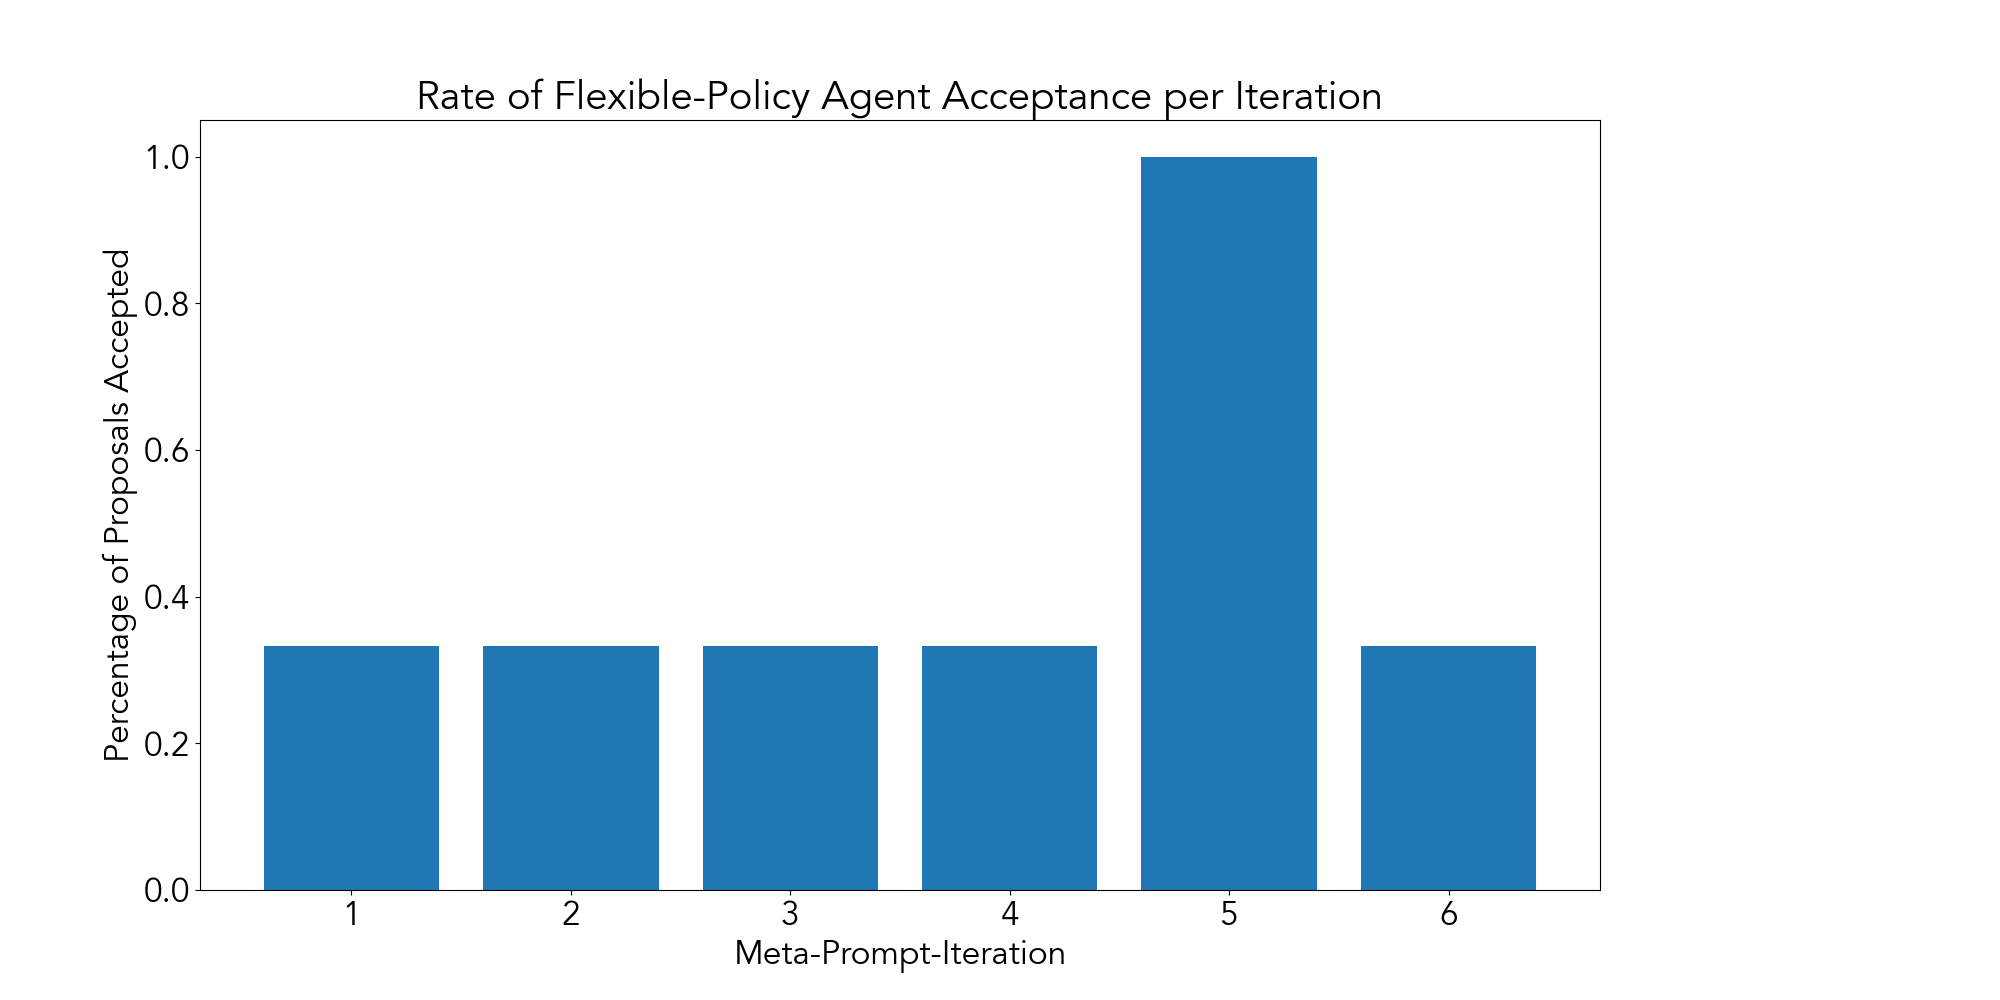 Rate of Flexible-Policy Agent Acceptance per Iteration
Percentage of Proposals Accepted
1.0
0.8
0.6
0.4
0.2
0.0
1 2 3 4 5 6
Meta-Prompt-Iteration